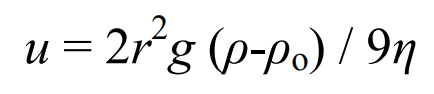 u = 2r²g (ρ-ρₒ) / 9η